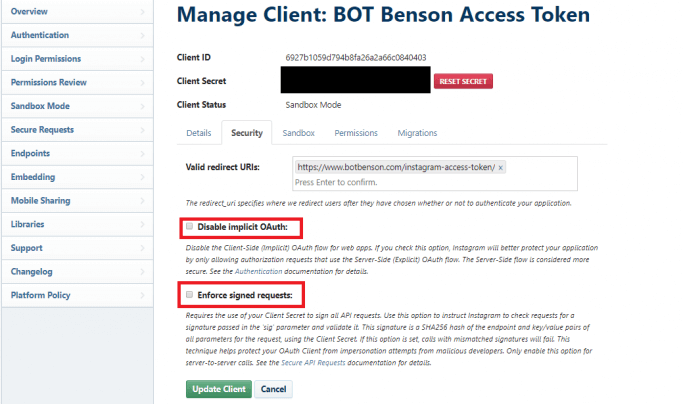 Overview
Authentication
Login Permissions
Permissions Review
Sandbox Mode
Secure Requests
Endpoints
Embedding
Mobile Sharing
Libraries
Support
Changelog
Platform Policy
Manage Client: BOT Benson Access Token
Client ID 6927b1059d794b8fa26a2a66c0840403
Client Secret RESET SECRET
Client Status Sandbox Mode
Details Security Sandbox Permissions Migrations
Valid redirect URIs: https://www.botbenson.com/instagram-access-token/ x
Press Enter to confirm.
The redirect_uri specifies where we redirect users after they have chosen whether or not to authenticate your application.
Disable implicit OAuth:
Disable the Client-Side (Implicit) OAuth flow for web apps. If you check this option, Instagram will better protect your application
by only allowing authorization requests that use the Server-Side (Explicit) OAuth flow. The Server-Side flow is considered more
secure. See the Authentication documentation for details.
Enforce signed requests:
Requires the use of your Client Secret to sign all API requests. Use this option to instruct Instagram to check requests for a
signature passed in the 'sig' parameter and validate it. This signature is a SHA256 hash of the endpoint and key/value pairs of
all parameters for the request, using the Client Secret. If this option is set, calls with mismatched signatures will fail. This
technique helps protect your OAuth Client from impersonation attempts from malicious developers. Only enable this option for
server-to-server calls. See the Secure API Requests documentation for details.
Update Client Cancel